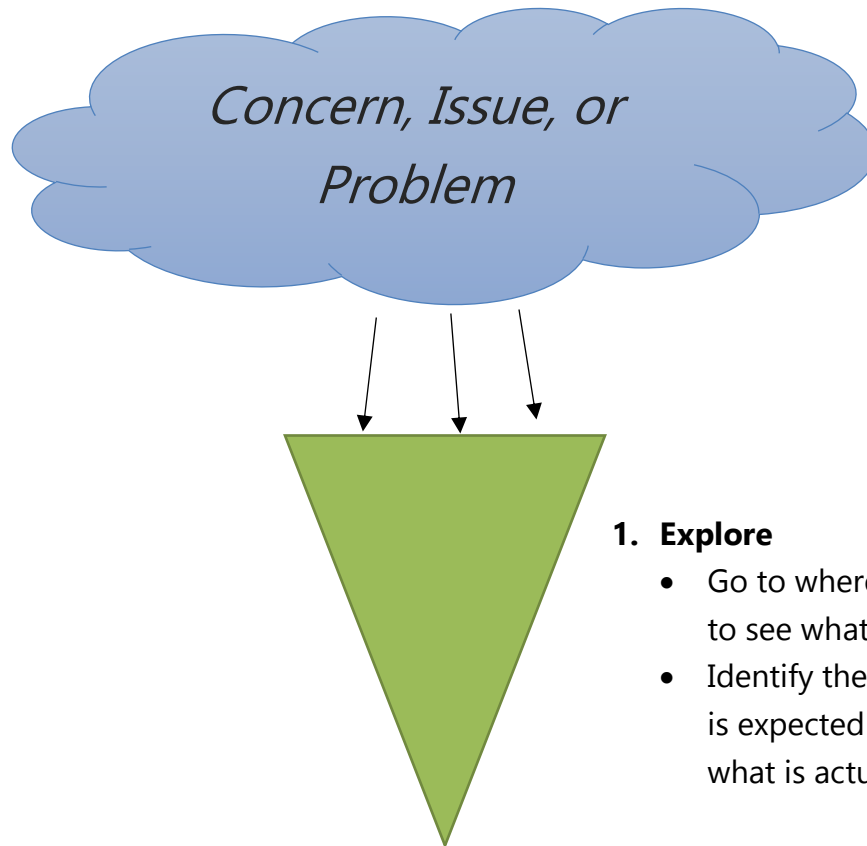 Concern, Issue, or
Problem
1. Explore
• Go to where
to see what
• Identify the
is expected
what is actu